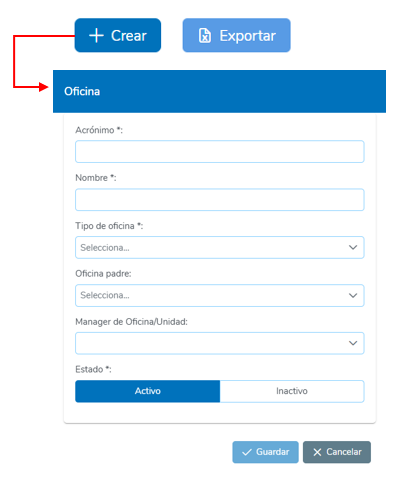 + Crear
Exportar
Oficina
Acrónimo *:
Nombre *:
Tipo de oficina *:
Selecciona...
Oficina padre:
Selecciona...
Manager de Oficina/Unidad:
Estado *:
Activo Inactivo
Guardar Cancelar